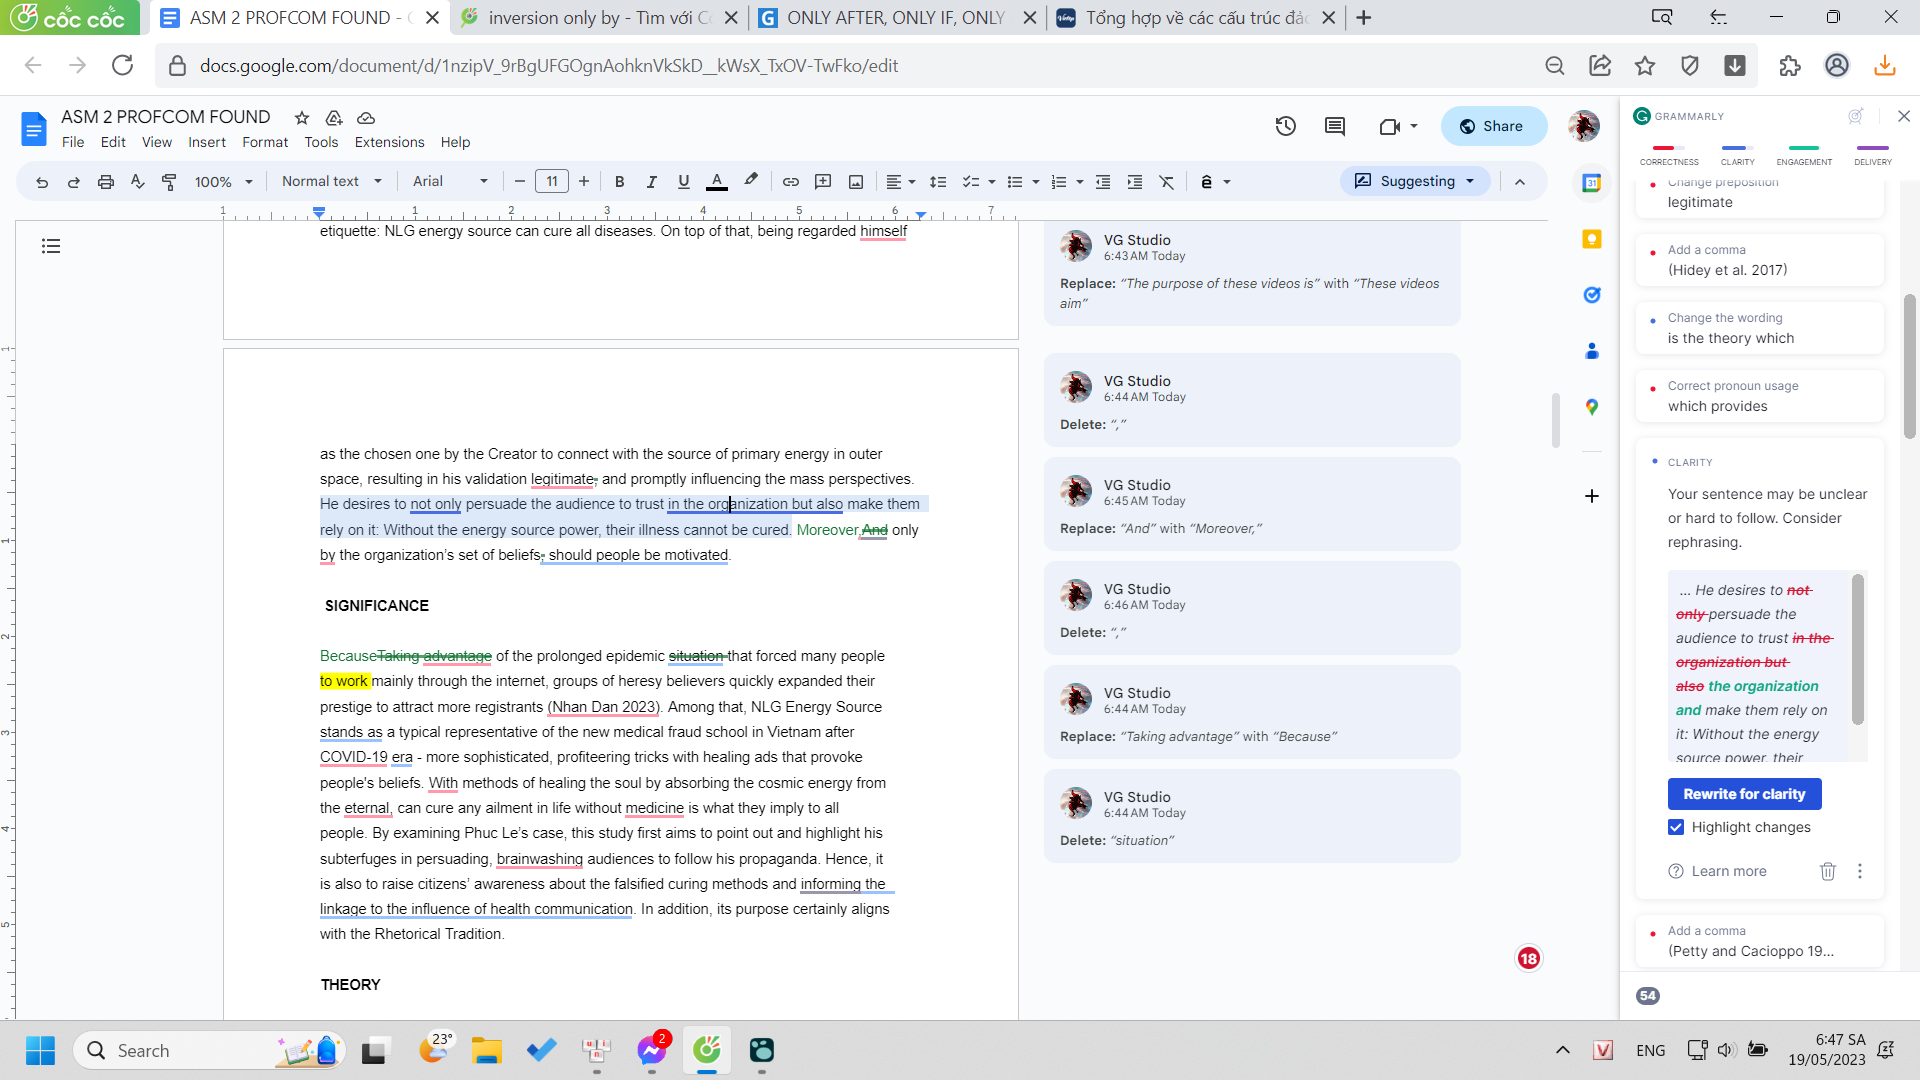 cốc cốc
ASM 2 PROFCOM FOUND -
inversion only by - Tìm với C
ONLY AFTER, ONLY IF, ONLY
Tổng hợp về các cấu trúc đả
docs.google.com/document/d/1nzipV_9rBgUFGOgnAohknVkSkD__kWsX_TxOV-TwFko/edit
ASM 2 PROFCOM FOUND
File Edit View Insert Format Tools Extensions Help
Share
100% Normal text Arial 11 Suggesting
1 1 2 3 4 5 6 7
etiquette: NLG energy source can cure all diseases. On top of that, being regarded himself
as the chosen one by the Creator to connect with the source of primary energy in outer
space, resulting in his validation legitimate, and promptly influencing the mass perspectives.
He desires to not only persuade the audience to trust in the organization but also make them
rely on it: Without the energy source power, their illness cannot be cured. Moreover,And only
by the organization's set of beliefs, should people be motivated.
SIGNIFICANCE
BecauseTaking advantage of the prolonged epidemic situation that forced many people
to work mainly through the internet, groups of heresy believers quickly expanded their
prestige to attract more registrants (Nhan Dan 2023). Among that, NLG Energy Source
stands as a typical representative of the new medical fraud school in Vietnam after
COVID-19 era - more sophisticated, profiteering tricks with healing ads that provoke
people's beliefs. With methods of healing the soul by absorbing the cosmic energy from
the eternal, can cure any ailment in life without medicine is what they imply to all
people. By examining Phuc Le's case, this study first aims to point out and highlight his
subterfuges in persuading, brainwashing audiences to follow his propaganda. Hence, it
is also to raise citizens' awareness about the falsified curing methods and informing the
linkage to the influence of health communication. In addition, its purpose certainly aligns
with the Rhetorical Tradition.
THEORY
1
1
2
3
4
5
VG Studio
6:43 AM Today
Replace: "The purpose of these videos is" with "These videos
aim"
VG Studio
6:44 AM Today
Delete: ","
VG Studio
6:45 AM Today
Replace: "And" with "Moreover,"
VG Studio
6:46 AM Today
Delete: ","
VG Studio
6:44 AM Today
Replace: "Taking advantage" with "Because"
VG Studio
6:44 AM Today
Delete: "situation"
18
31
GRAMMARLY
CORRECTNESS CLARITY ENGAGEMENT DELIVERY
Change preposition
legitimate
Add a comma
(Hidey et al. 2017)
Change the wording
is the theory which
Correct pronoun usage
which provides
CLARITY
Your sentence may be unclear
or hard to follow. Consider
rephrasing.
... He desires to not
only persuade the
audience to trust in the
organization but
also the organization
and make them rely on
it: Without the energy
source power, their
Rewrite for clarity
Highlight changes
Learn more
Add a comma
(Petty and Cacioppo 19...
54
Search
23°
2
ENG
6:47 SA
19/05/2023